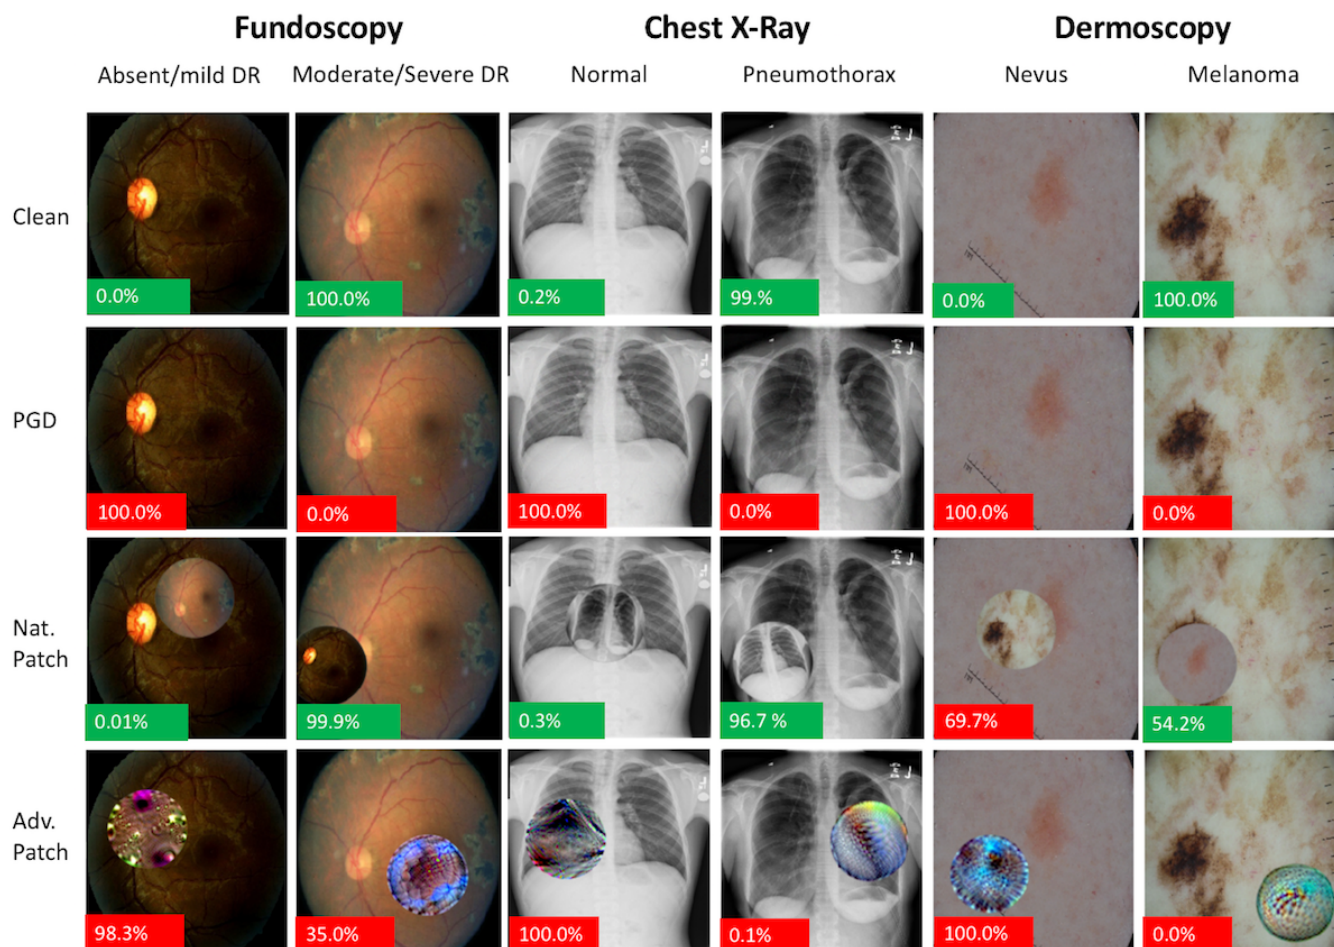 Fundoscopy Chest X-Ray Dermoscopy
Absent/mild DR Moderate/Severe DR Normal Pneumothorax Nevus Melanoma
Clean
0.0% 100.0% 0.2% 99.% 0.0% 100.0%
PGD
100.0% 0.0% 100.0% 0.0% 100.0% 0.0%
Nat.
Patch
0.01% 99.9% 0.3% 96.7 % 69.7% 54.2%
Adv.
Patch
98.3% 35.0% 100.0% 0.1% 100.0% 0.0%